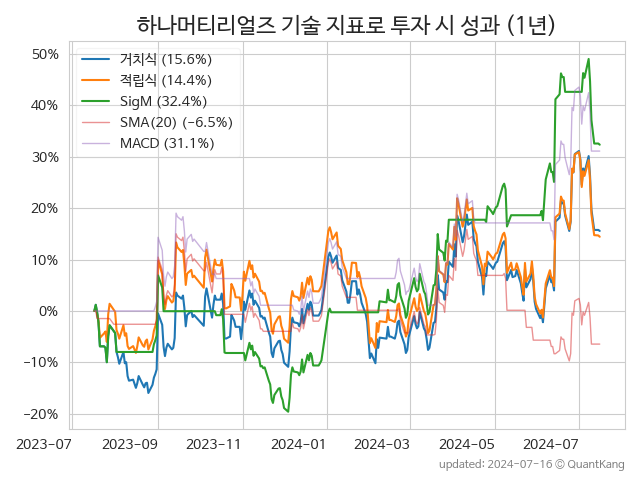 하나머티리얼즈 기술 지표로 투자 시 성과 (1년)
거치식 (15.6%)
적립식 (14.4%)
SigM (32.4%)
SMA(20) (−6.5%)
MACD (31.1%)
50%
40%
30%
20%
10%
0%
−10%
−20%
2023-07 2023-09 2023-11 2024-01 2024-03 2024-05 2024-07
updated: 2024-07-16 © QuantKang